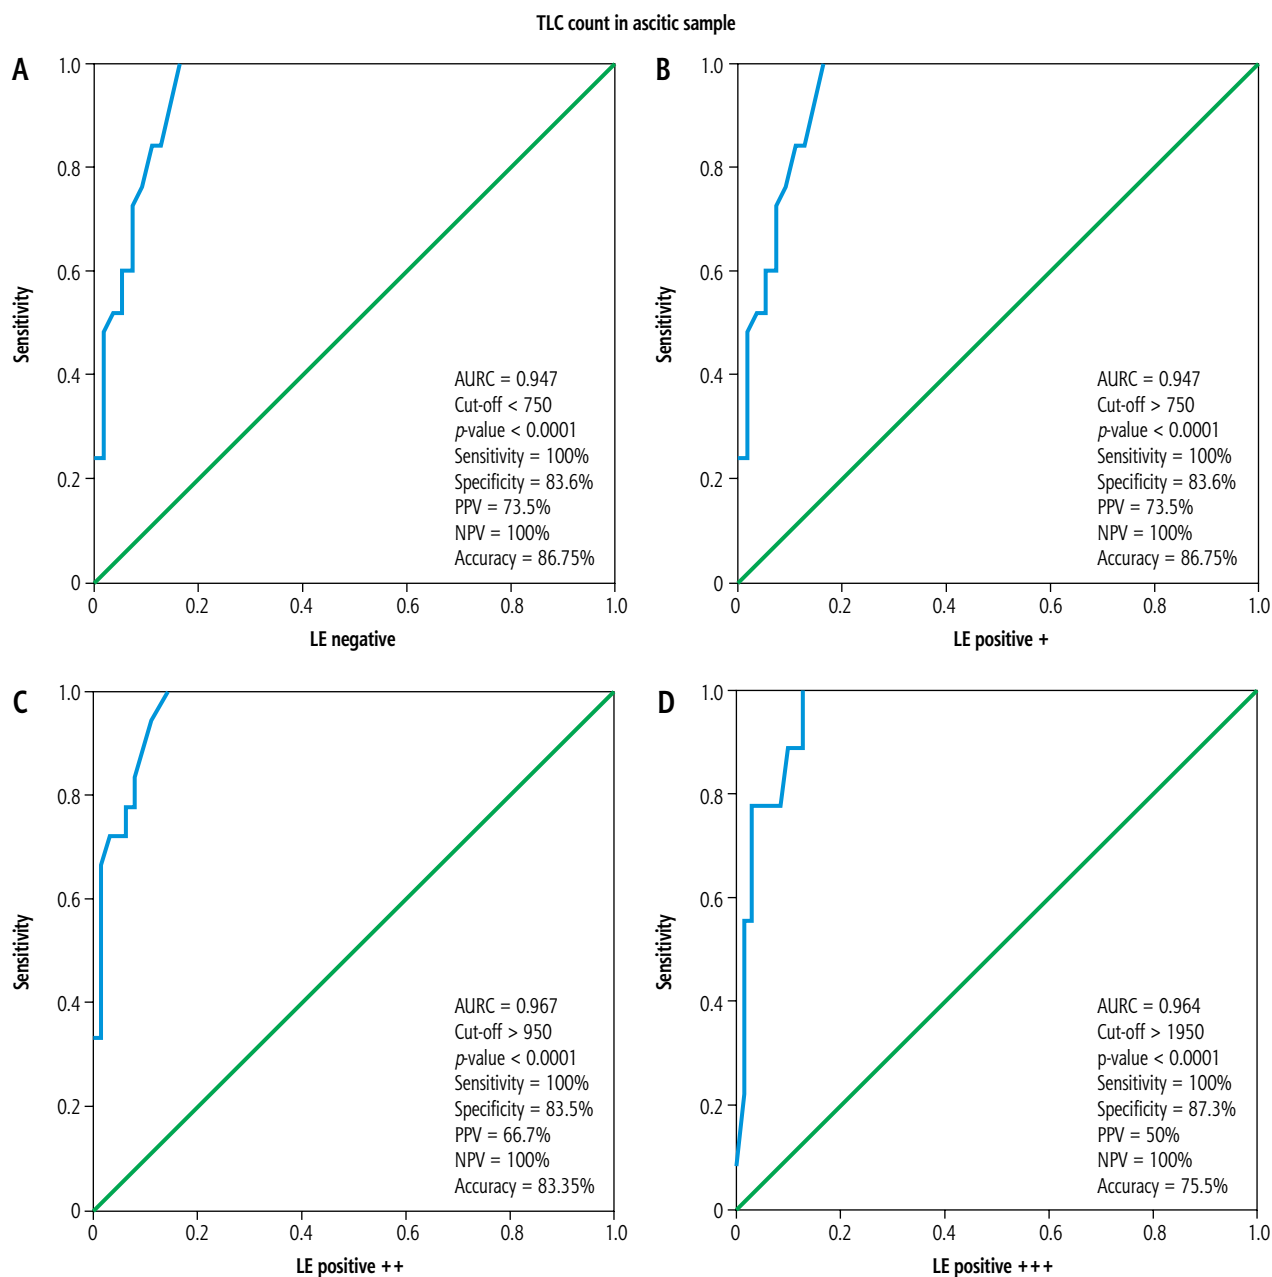 TLC count in ascitic sample
A
1.0
0.8
0.6
0.4
0.2
0
Sensitivity
AURC = 0.947
Cut-off < 750
p-value < 0.0001
Sensitivity = 100%
Specificity = 83.6%
PPV = 73.5%
NPV = 100%
Accuracy = 86.75%
0 0.2 0.4 0.6 0.8 1.0
LE negative
B
1.0
0.8
0.6
0.4
0.2
0
Sensitivity
AURC = 0.947
Cut-off > 750
p-value < 0.0001
Sensitivity = 100%
Specificity = 83.6%
PPV = 73.5%
NPV = 100%
Accuracy = 86.75%
0 0.2 0.4 0.6 0.8 1.0
LE positive +
C
1.0
0.8
0.6
0.4
0.2
0
Sensitivity
AURC = 0.967
Cut-off > 950
p-value < 0.0001
Sensitivity = 100%
Specificity = 83.5%
PPV = 66.7%
NPV = 100%
Accuracy = 83.35%
0 0.2 0.4 0.6 0.8 1.0
LE positive ++
D
1.0
0.8
0.6
0.4
0.2
0
Sensitivity
AURC = 0.964
Cut-off > 1950
p-value < 0.0001
Sensitivity = 100%
Specificity = 87.3%
PPV = 50%
NPV = 100%
Accuracy = 75.5%
0 0.2 0.4 0.6 0.8 1.0
LE positive +++